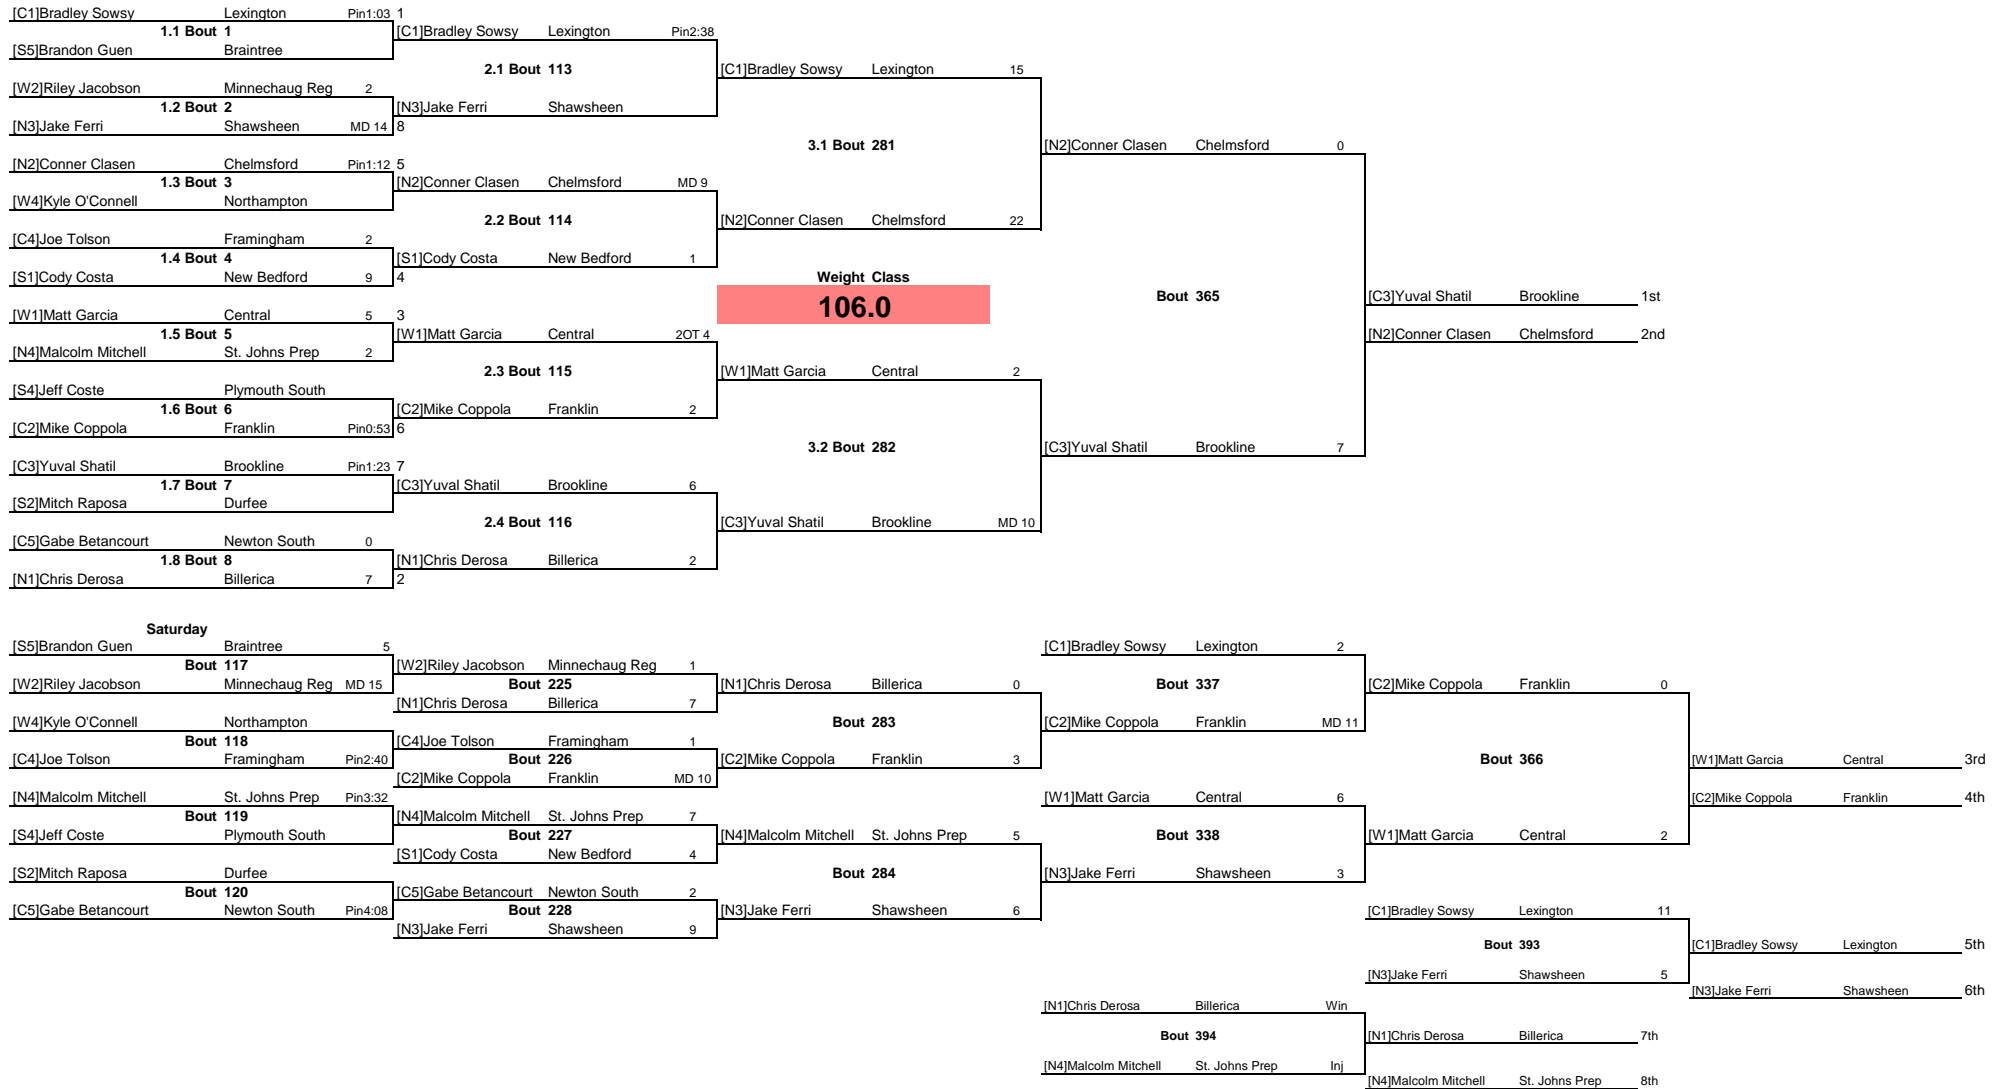 [C1]Bradley Sowsy Lexington Pin1:03 1
1.1 Bout 1 [C1]Bradley Sowsy Lexington Pin2:38
[S5]Brandon Guen Braintree
2.1 Bout 113 [C1]Bradley Sowsy Lexington 15
[W2]Riley Jacobson Minnechaug Reg 2
1.2 Bout 2 [N3]Jake Ferri Shawsheen
[N3]Jake Ferri Shawsheen MD 14 8
3.1 Bout 281 [N2]Conner Clasen Chelmsford 0
[N2]Conner Clasen Chelmsford Pin1:12 5
1.3 Bout 3 [N2]Conner Clasen Chelmsford MD 9
[W4]Kyle O'Connell Northampton
2.2 Bout 114 [N2]Conner Clasen Chelmsford 22
[C4]Joe Tolson Framingham 2
1.4 Bout 4 [S1]Cody Costa New Bedford 1
[S1]Cody Costa New Bedford 9 4 Weight Class
106.0 Bout 365 [C3]Yuval Shatil Brookline 1st
[W1]Matt Garcia Central 5 3
1.5 Bout 5 [W1]Matt Garcia Central 2OT 4 [N2]Conner Clasen Chelmsford 2nd
[N4]Malcolm Mitchell St. Johns Prep 2
2.3 Bout 115 [W1]Matt Garcia Central 2
[S4]Jeff Coste Plymouth South
1.6 Bout 6 [C2]Mike Coppola Franklin 2
[C2]Mike Coppola Franklin Pin0:53 6
3.2 Bout 282 [C3]Yuval Shatil Brookline 7
[C3]Yuval Shatil Brookline Pin1:23 7
1.7 Bout 7 [C3]Yuval Shatil Brookline 6
[S2]Mitch Raposa Durfee
2.4 Bout 116 [C3]Yuval Shatil Brookline MD 10
[C5]Gabe Betancourt Newton South 0
1.8 Bout 8 [N1]Chris Derosa Billerica 2
[N1]Chris Derosa Billerica 7 2
Saturday
[S5]Brandon Guen Braintree 5 [C1]Bradley Sowsy Lexington 2
Bout 117 [W2]Riley Jacobson Minnechaug Reg 1
[W2]Riley Jacobson Minnechaug Reg MD 15 Bout 225 [N1]Chris Derosa Billerica 0 Bout 337 [C2]Mike Coppola Franklin 0
[N1]Chris Derosa Billerica 7
[W4]Kyle O'Connell Northampton Bout 283 [C2]Mike Coppola Franklin MD 11
Bout 118 [C4]Joe Tolson Framingham 1
[C4]Joe Tolson Framingham Pin2:40 Bout 226 [C2]Mike Coppola Franklin 3 Bout 366 [W1]Matt Garcia Central 3rd
[C2]Mike Coppola Franklin MD 10
[N4]Malcolm Mitchell St. Johns Prep Pin3:32 [W1]Matt Garcia Central 6 [C2]Mike Coppola Franklin 4th
Bout 119 [N4]Malcolm Mitchell St. Johns Prep 7
[S4]Jeff Coste Plymouth South Bout 227 [N4]Malcolm Mitchell St. Johns Prep 5 Bout 338 [W1]Matt Garcia Central 2
[S1]Cody Costa New Bedford 4
[S2]Mitch Raposa Durfee Bout 284 [N3]Jake Ferri Shawsheen 3
Bout 120 [C5]Gabe Betancourt Newton South 2
[C5]Gabe Betancourt Newton South Pin4:08 Bout 228 [N3]Jake Ferri Shawsheen 6 [C1]Bradley Sowsy Lexington 11
[N3]Jake Ferri Shawsheen 9
Bout 393 [C1]Bradley Sowsy Lexington 5th
[N3]Jake Ferri Shawsheen 5
[N3]Jake Ferri Shawsheen 6th
[N1]Chris Derosa Billerica Win
Bout 394 [N1]Chris Derosa Billerica 7th
[N4]Malcolm Mitchell St. Johns Prep Inj
[N4]Malcolm Mitchell St. Johns Prep 8th